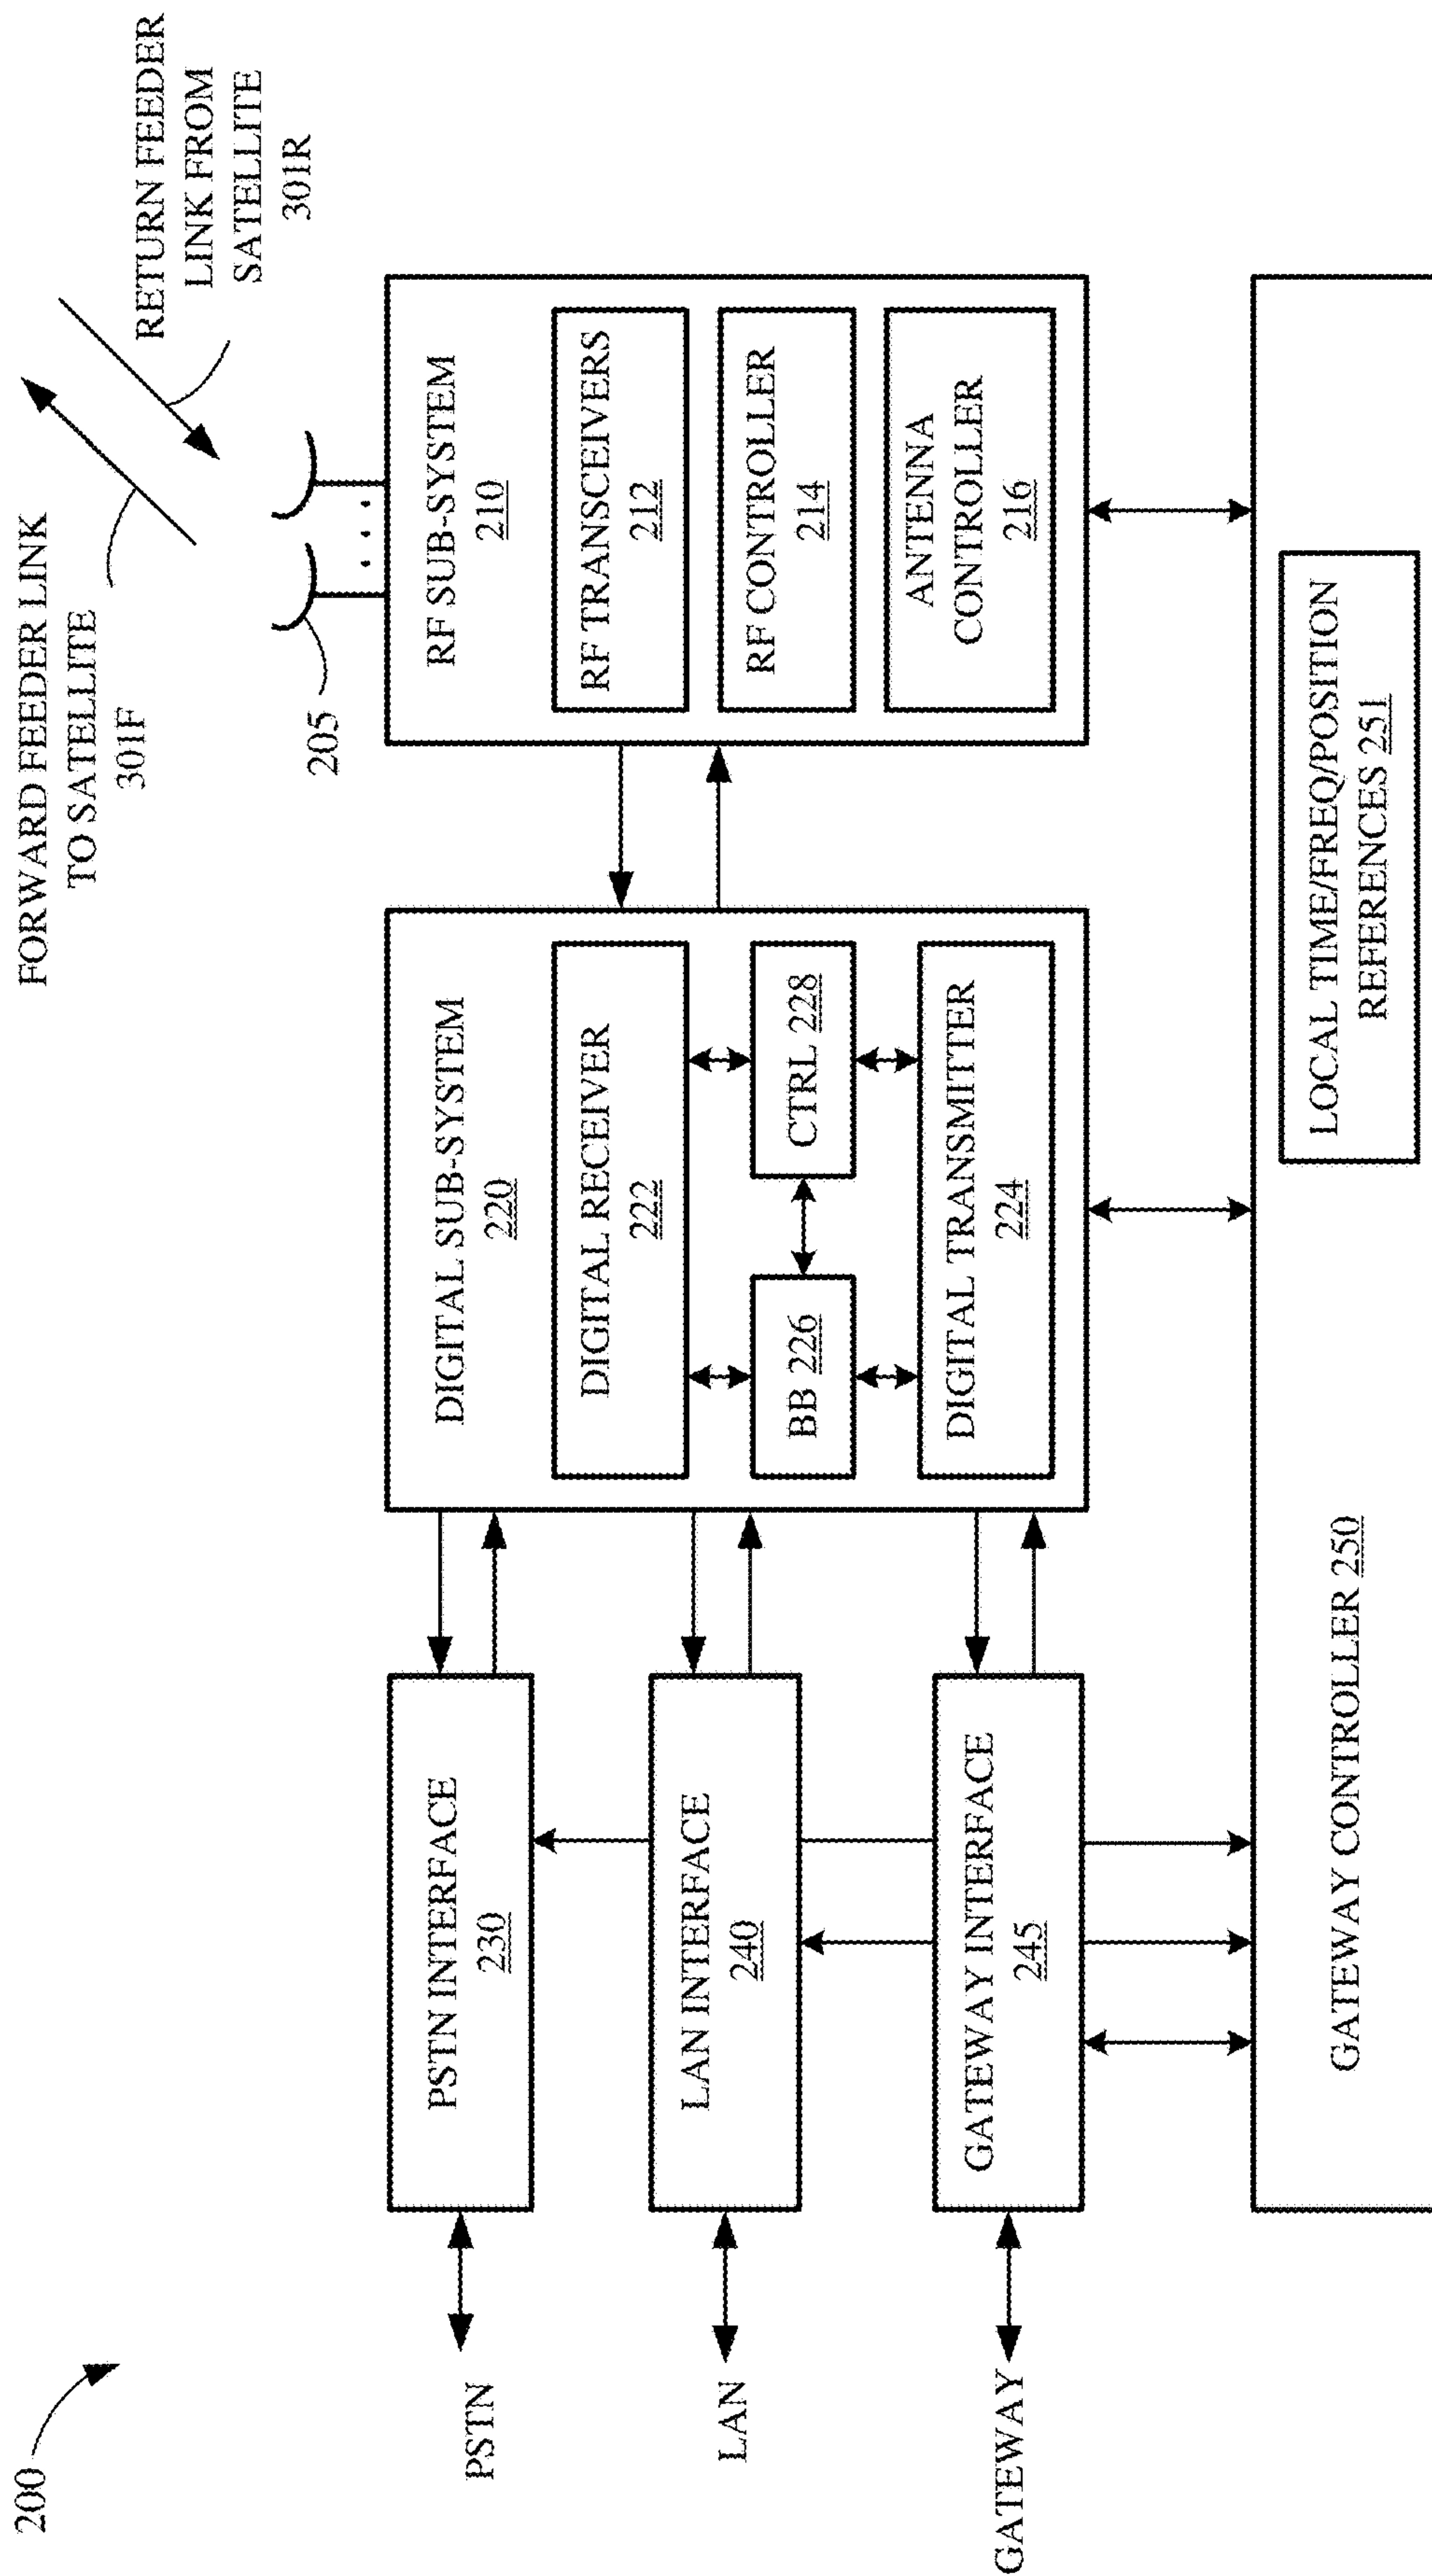 200
FORWARD FEEDER LINK
TO SATELLITE
301F
RETURN FEEDER
LINK FROM
SATELLITE
301R
205
PSTN
PSTN INTERFACE
230
LAN
LAN INTERFACE
240
GATEWAY
GATEWAY INTERFACE
245
DIGITAL SUB-SYSTEM
220
DIGITAL RECEIVER
222
BB 226
CTRL 228
DIGITAL TRANSMITTER
224
RF SUB-SYSTEM
210
RF TRANSCEIVERS
212
RF CONTROLLER
214
ANTENNA
CONTROLLER
216
GATEWAY CONTROLLER 250
LOCAL TIME/FREQ/POSITION
REFERENCES 251